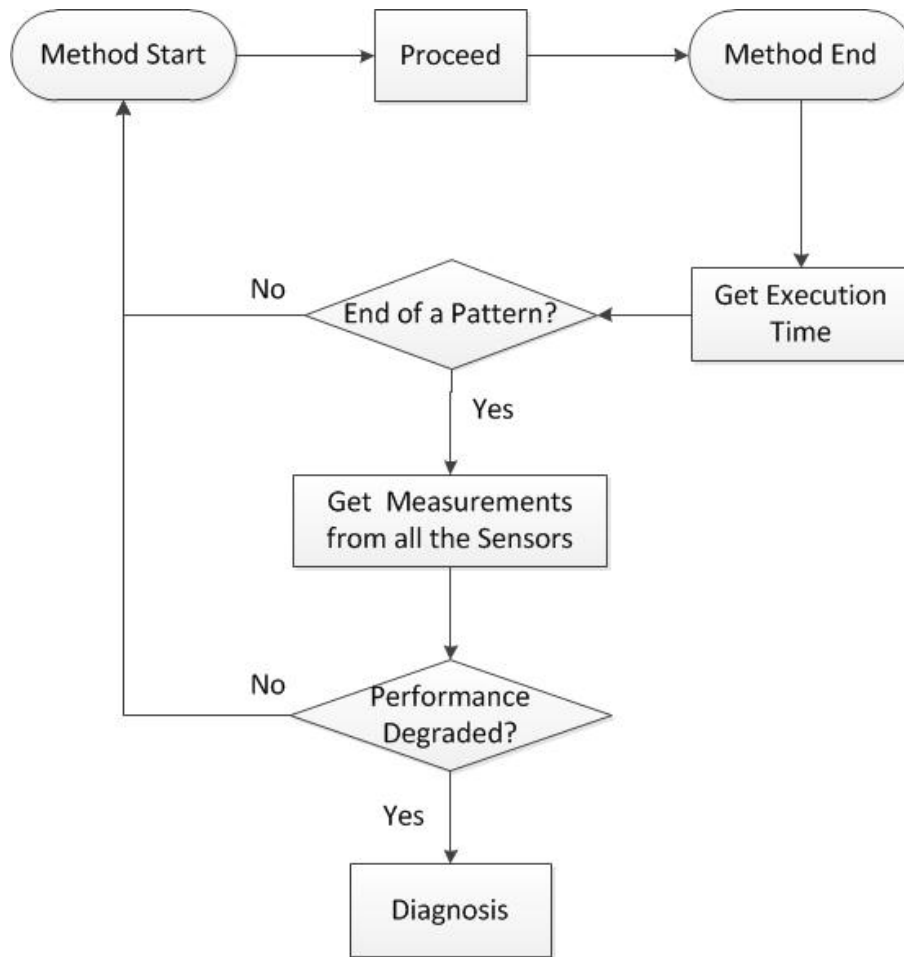 Method Start
Proceed
Method End
Get Execution
Time
End of a Pattern?
No
Yes
Get Measurements
from all the Sensors
Performance
Degraded?
No
Yes
Diagnosis